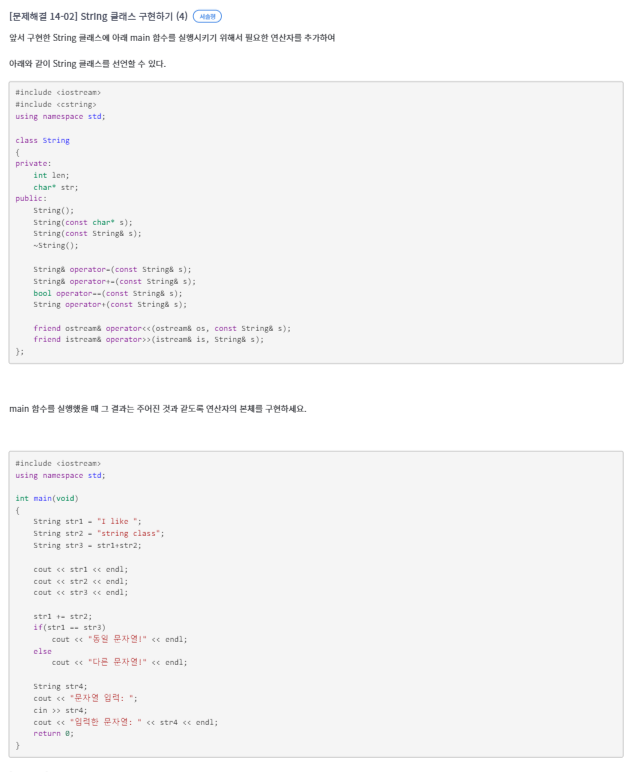 [문제해결 14-02] String 클래스 구현하기 (4) 서술형
앞서 구현한 String 클래스에 아래 main 함수를 실행시키기 위해서 필요한 연산자를 추가하여
아래와 같이 String 클래스를 선언할 수 있다.
#include <iostream>
#include <cstring>
using namespace std;
class String
{
private:
int len;
char* str;
public:
String();
String(const char* s);
String(const String& s);
~String();
String& operator=(const String& s);
String& operator+=(const String& s);
bool operator==(const String& s);
String operator+(const String& s);
friend ostream& operator<<(ostream& os, const String& s);
friend istream& operator>>(istream& is, String& s);
};
main 함수를 실행했을 때 그 결과는 주어진 것과 같도록 연산자의 본체를 구현하세요.
#include <iostream>
using namespace std;
int main(void)
{
String str1 = "I like ";
String str2 = "string class";
String str3 = str1+str2;
cout << str1 << endl;
cout << str2 << endl;
cout << str3 << endl;
str1 += str2;
if(str1 == str3)
cout << "동일 문자열!" << endl;
else
cout << "다른 문자열!" << endl;
String str4;
cout << "문자열 입력: ";
cin >> str4;
cout << "입력한 문자열: " << str4 << endl;
return 0;
}